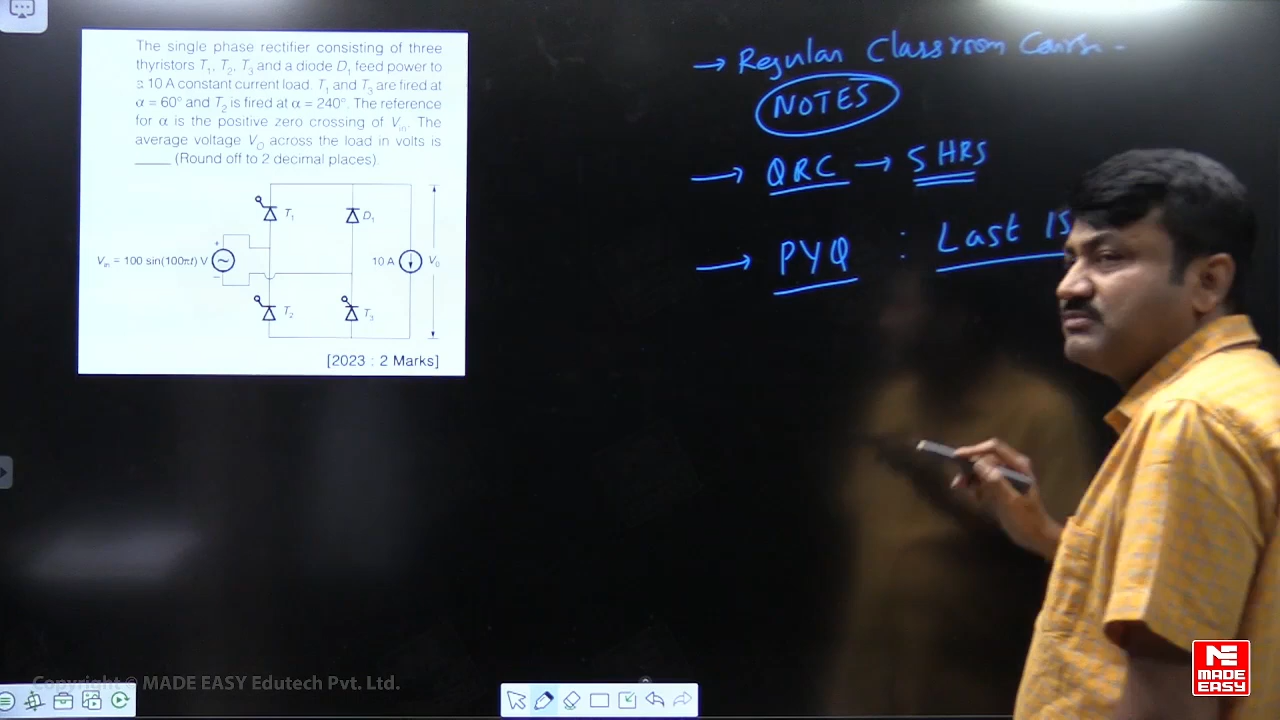 The single phase rectifier consisting of three
thyristors T₁, T₂, T₃ and a diode D₁ feed power to
a 10 A constant current load. T₁ and T₃ are fired at
α = 60° and T₂ is fired at α = 240°. The reference
for α is the positive zero crossing of Vᵢₙ. The
average voltage V_O across the load in volts is
_____ (Round off to 2 decimal places).
T₁
D₁
+
Vᵢₙ = 100 sin(100πt) V
−
10 A
V₀
T₂
T₃
[2023 : 2 Marks]
→ Regular Classroom
NOTES
→ QRC → 5 HRS
→ PYQ : Last 15
Copyright © MADE EASY Edutech Pvt. Ltd.
ME
MADE
EASY